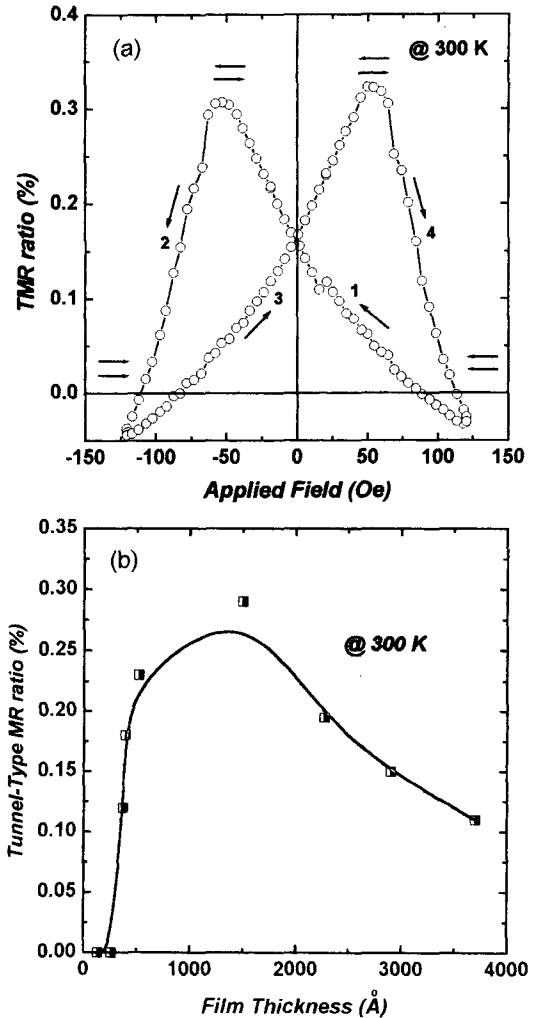 (a)
@ 300 K
TMR ratio (%)
0.4
0.3
0.2
0.1
0.0
1
2
3
4
-150 -100 -50 0 50 100 150
Applied Field (Oe)
(b)
@ 300 K
Tunnel-Type MR ratio (%)
0.35
0.30
0.25
0.20
0.15
0.10
0.05
0.00
0 1000 2000 3000 4000
Film Thickness (Å)